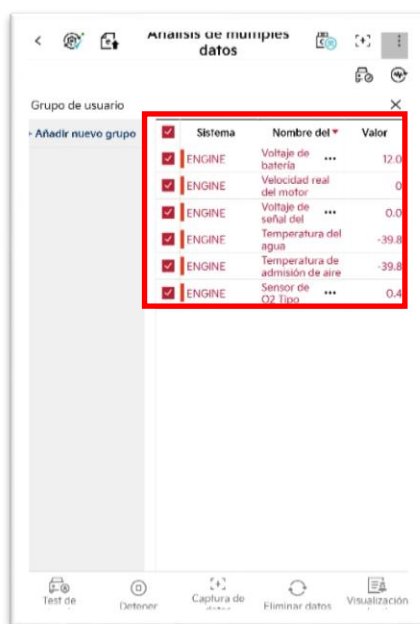 Análisis de múltiples
datos
Grupo de usuario
+ Añadir nuevo grupo
Sistema Nombre del Valor
ENGINE Voltaje de batería ... 12.0
ENGINE Velocidad real del motor 0
ENGINE Voltaje de señal del ... 0.0
ENGINE Temperatura del agua -39.8
ENGINE Temperatura de admisión de aire -39.8
ENGINE Sensor de O2 Tipo ... 0.4
Test de
Detener
Captura de
Eliminar datos
Visualización